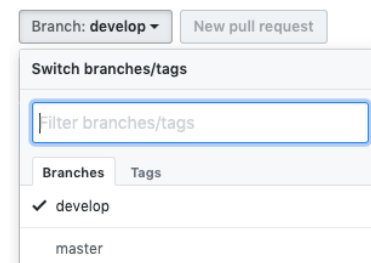 Branch: develop
New pull request
Switch branches/tags
Filter branches/tags
Branches Tags
develop
master